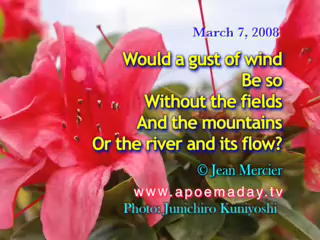 March 7, 2008
Would a gust of wind
Be so
Without the fields
And the mountains
Or the river and its flow?
© Jean Mercier
www.apoemaday.tv
Photo: Junichiro Kuniyoshi